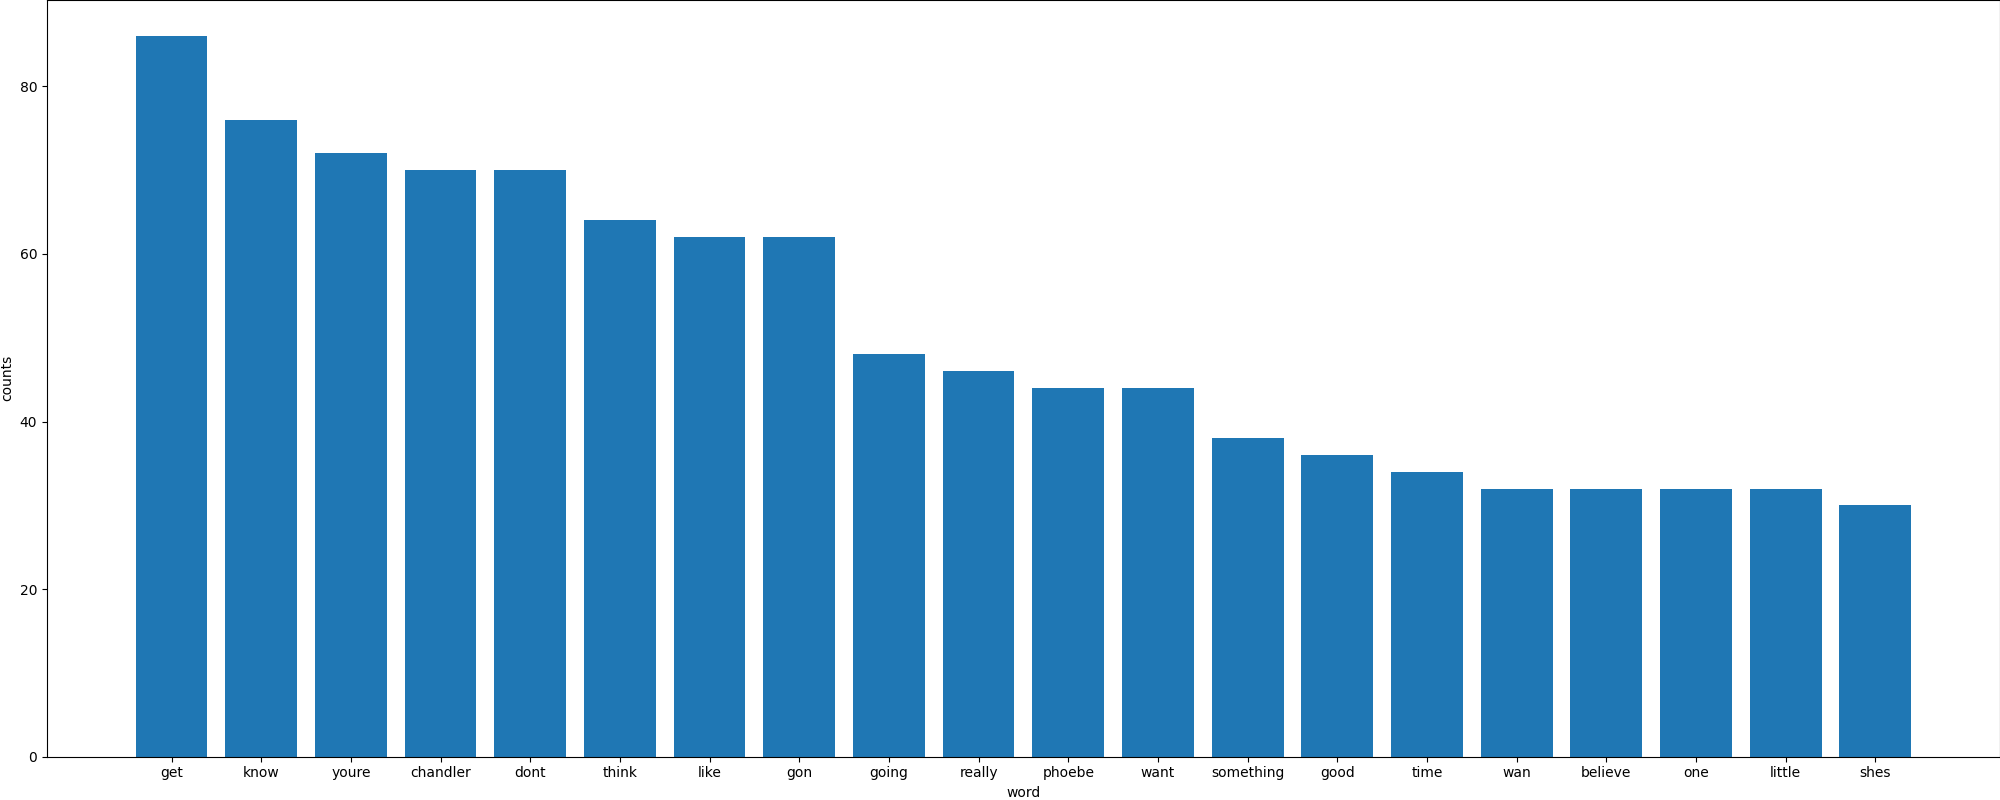 80
60
40
20
0
counts
get know youre chandler dont think like gon going really phoebe want something good time wan believe one little shes
word